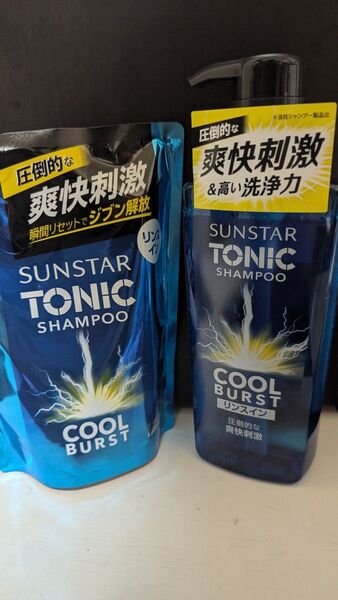 圧倒的な
爽快刺激
瞬間リセットでジブン解放
リンス
イン
SUNSTAR
TONIC
SHAMPOO
COOL
BURST
※当社シャンプー製品比
圧倒的な
爽快刺激
&高い洗浄力
SUNSTAR
TONIC
SHAMPOO
COOL
BURST
リンスイン
圧倒的な
爽快刺激